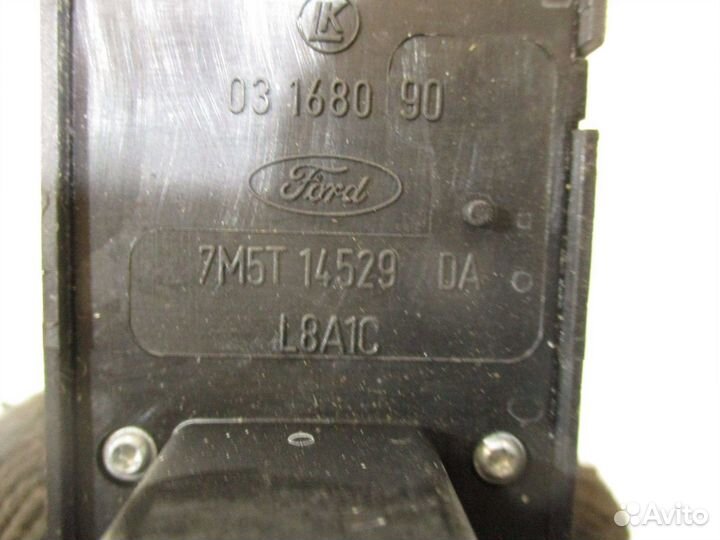 LK
03 1680 90
Ford
7M5T 14529 DA
L8A1C
Avito